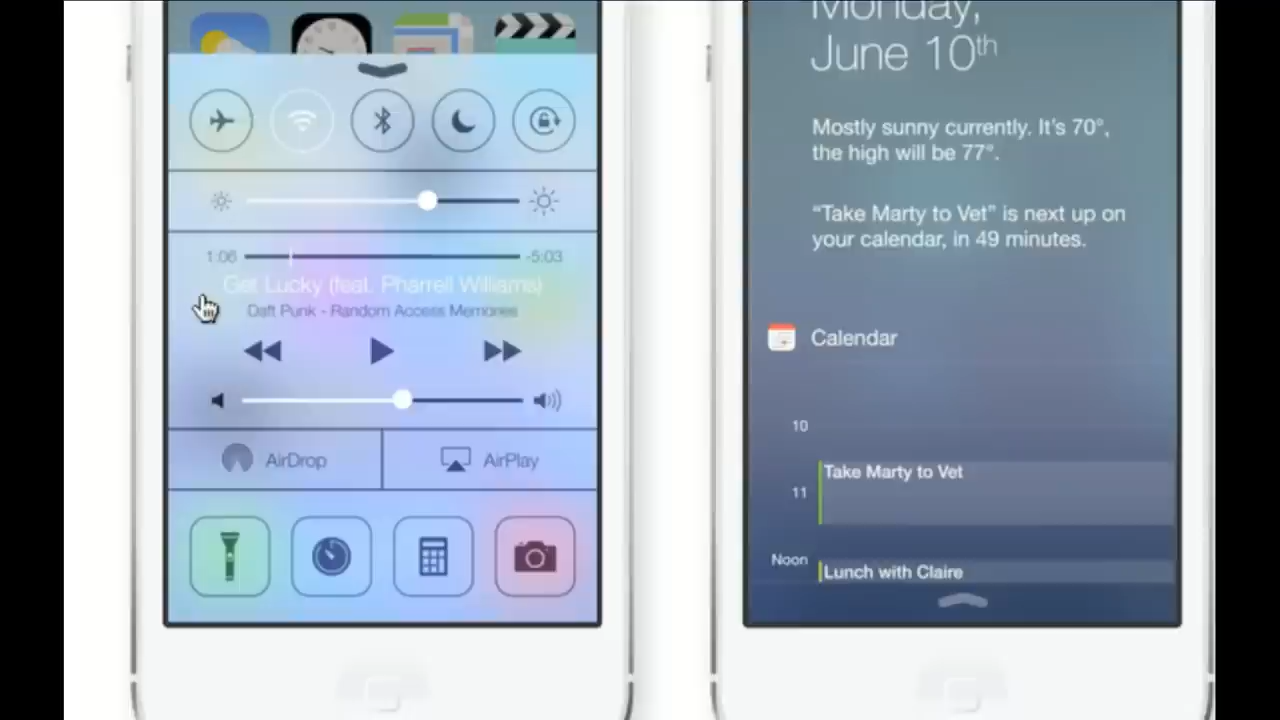 1:06
-5:03
Get Lucky (feat. Pharrell Williams)
Daft Punk - Random Access Memories
AirDrop
AirPlay
Monday,
June 10th
Mostly sunny currently. It's 70°,
the high will be 77°.
“Take Marty to Vet” is next up on
your calendar, in 49 minutes.
Calendar
10
Take Marty to Vet
11
Noon
Lunch with Claire